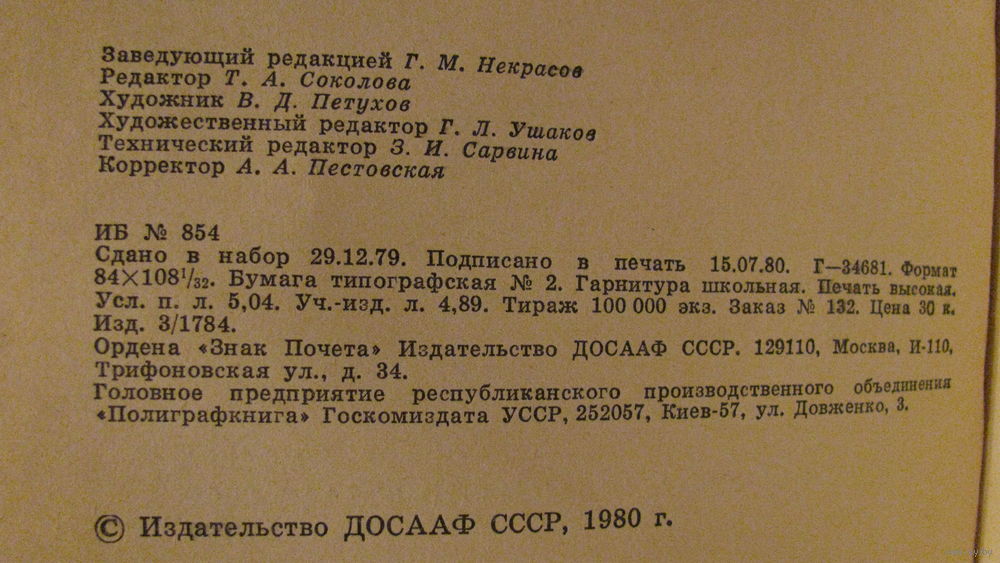 Заведующий редакцией Г. М. Некрасов
Редактор Т. А. Соколова
Художник В. Д. Петухов
Художественный редактор Г. Л. Ушаков
Технический редактор З. И. Сарвина
Корректор А. А. Пестовская
ИБ № 854
Сдано в набор 29.12.79. Подписано в печать 15.07.80. Г—34681. Формат
84×108¹/₃₂. Бумага типографская № 2. Гарнитура школьная. Печать высокая.
Усл. п. л. 5,04. Уч.-изд. л. 4,89. Тираж 100 000 экз. Заказ № 132. Цена 30 к.
Изд. 3/1784.
Ордена «Знак Почета» Издательство ДОСААФ СССР. 129110, Москва, И-110,
Трифоновская ул., д. 34.
Головное предприятие республиканского производственного объединения
«Полиграфкнига» Госкомиздата УССР, 252057, Киев-57, ул. Довженко, 3.
© Издательство ДОСААФ СССР, 1980 г.